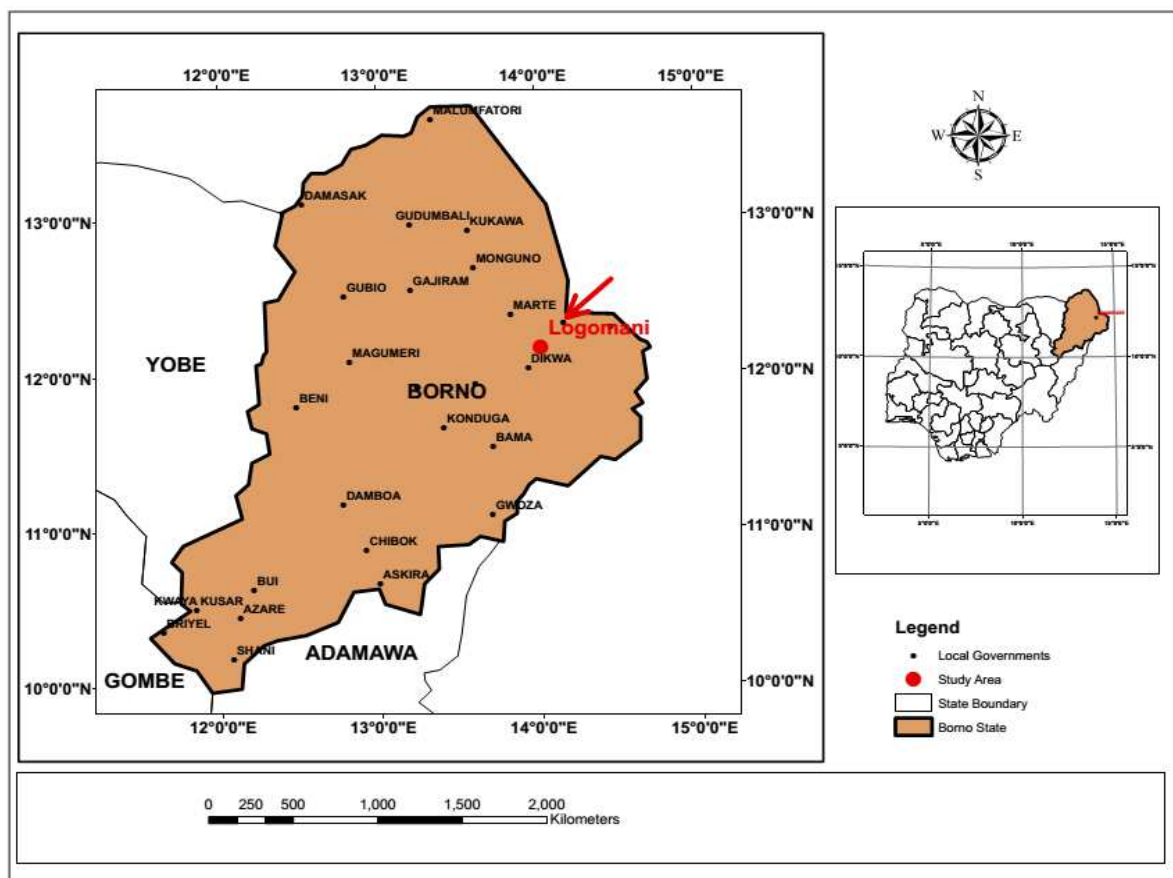 12°0'0"E
13°0'0"E
14°0'0"E
15°0'0"E
N
W
E
S
MALUMFATORI
DAMASAK
GUDUMBALI
KUKAWA
13°0'0"N
13°0'0"N
MONGUNO
GUBIO
GAJIRAM
MARTE
Logomani
YOBE
MAGUMERI
DIKWA
12°0'0"N
12°0'0"N
BENI
BORNO
KONDUGA
BAMA
DAMBOA
GWOZA
11°0'0"N
11°0'0"N
CHIBOK
ASKIRA
BUI
KWAYA KUSAR
AZARE
BRIYEL
SHANI
ADAMAWA
GOMBE
10°0'0"N
10°0'0"N
12°0'0"E
13°0'0"E
14°0'0"E
15°0'0"E
Legend
Local Governments
Study Area
State Boundary
Borno State
0 250 500 1,000 1,500 2,000
Kilometers